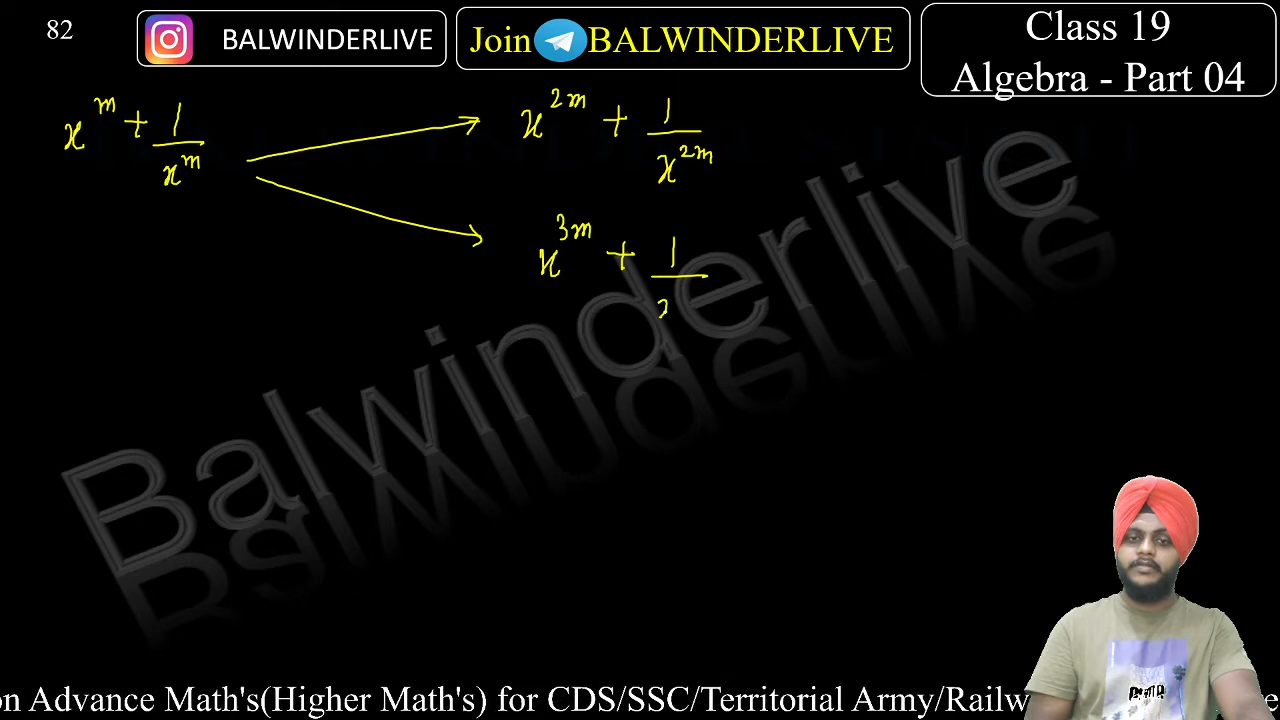 82
BALWINDERLIVE
Join BALWINDERLIVE
Class 19
Algebra - Part 04
x^m + 1/x^m
x^2m + 1/x^2m
x^3m + 1/
Balwinderlive
on Advance Math's(Higher Math's) for CDS/SSC/Territorial Army/Railw